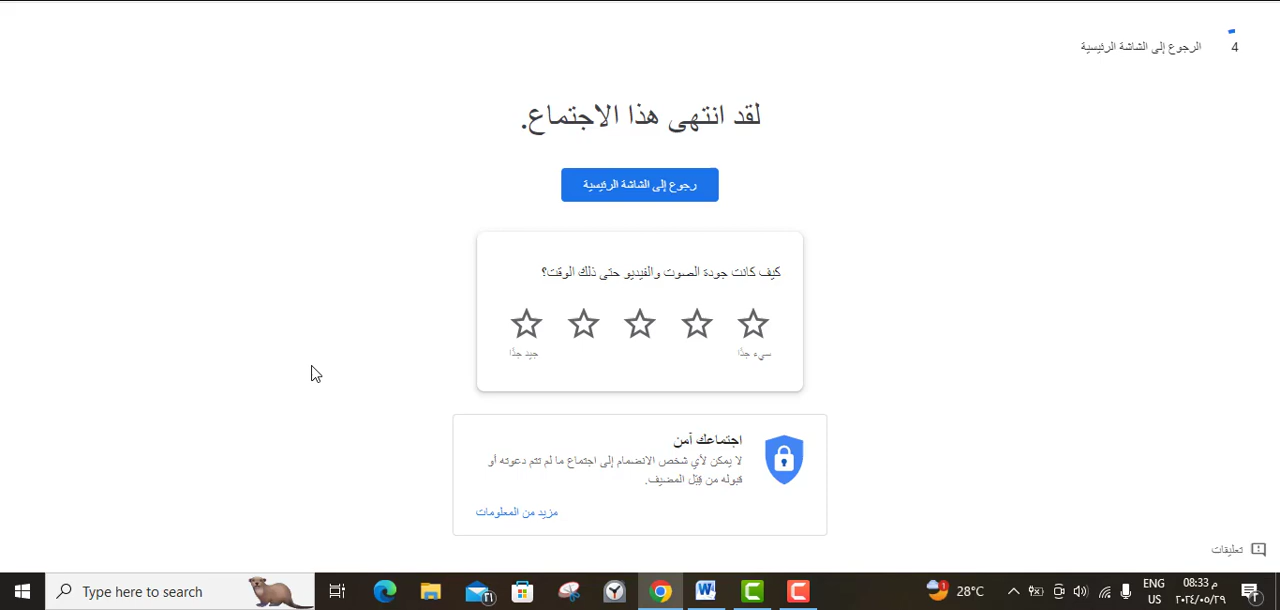 4
الرجوع إلى الشاشة الرئيسية
لقد انتهى هذا الاجتماع.
رجوع إلى الشاشة الرئيسية
كيف كانت جودة الصوت والفيديو حتى ذلك الوقت؟
سيء جدًا
جيد جدًا
اجتماعك آمن
لا يمكن لأي شخص الانضمام إلى اجتماع ما لم تتم دعوته أو
قبوله من قِبَل المضيف.
مزيد من المعلومات
تعليقات
Type here to search
٢١
W
C
C
1
28°C
ENG
US
08:33 م
٢٠٢٤/٠٥/٢٩
٢